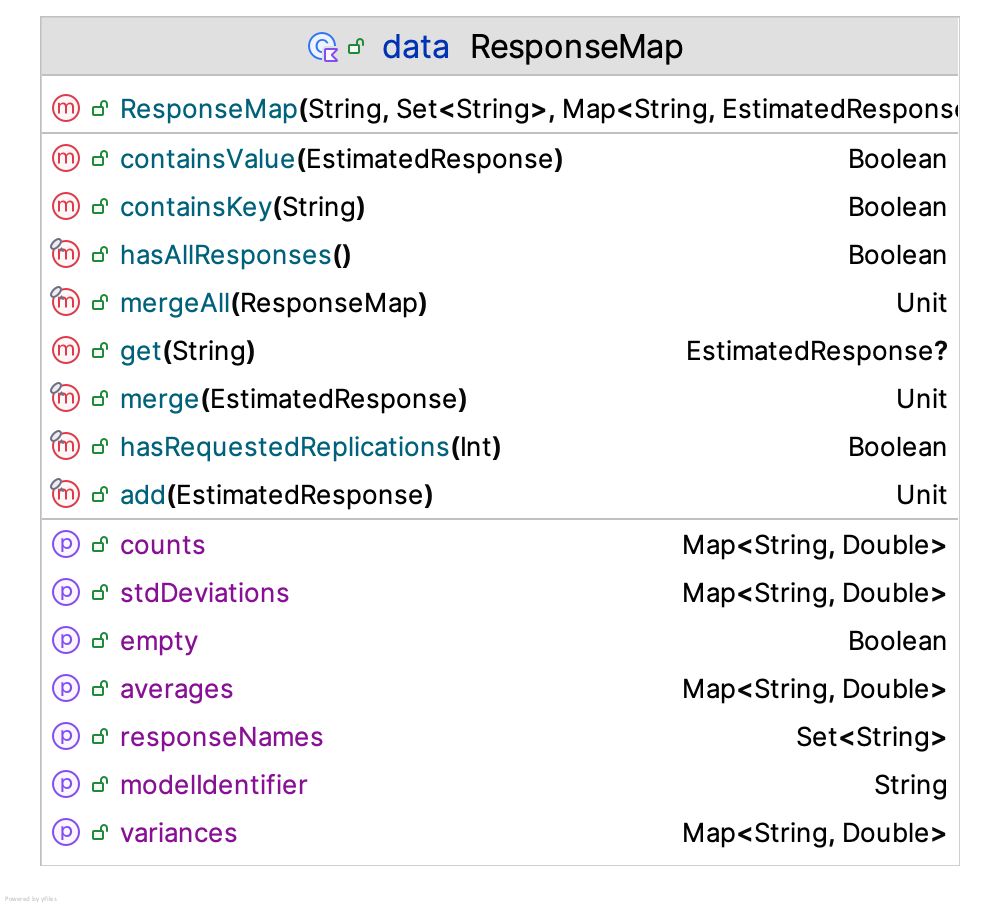 data ResponseMap
ResponseMap(String, Set<String>, Map<String, EstimatedResponse
containsValue(EstimatedResponse) Boolean
containsKey(String) Boolean
hasAllResponses() Boolean
mergeAll(ResponseMap) Unit
get(String) EstimatedResponse?
merge(EstimatedResponse) Unit
hasRequestedReplications(Int) Boolean
add(EstimatedResponse) Unit
counts Map<String, Double>
stdDeviations Map<String, Double>
empty Boolean
averages Map<String, Double>
responseNames Set<String>
modelIdentifier String
variances Map<String, Double>
Powered by yFiles